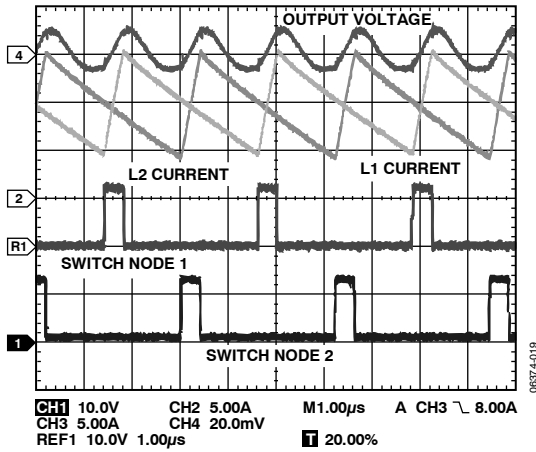 OUTPUT VOLTAGE
4
L2 CURRENT
L1 CURRENT
2
R1
SWITCH NODE 1
1
SWITCH NODE 2
06374-019
CH1 10.0V CH2 5.00A M1.00µs A CH3 8.00A
CH3 5.00A CH4 20.0mV
REF1 10.0V 1.00µs T 20.00%